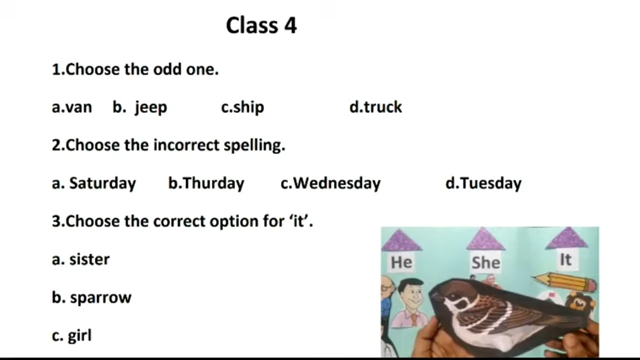 Class 4
1.Choose the odd one.
a.van b. jeep c.ship d.truck
2.Choose the incorrect spelling.
a. Saturday b.Thurday c.Wednesday d.Tuesday
3.Choose the correct option for ‘it’.
a. sister
b. sparrow
c. girl
He She It